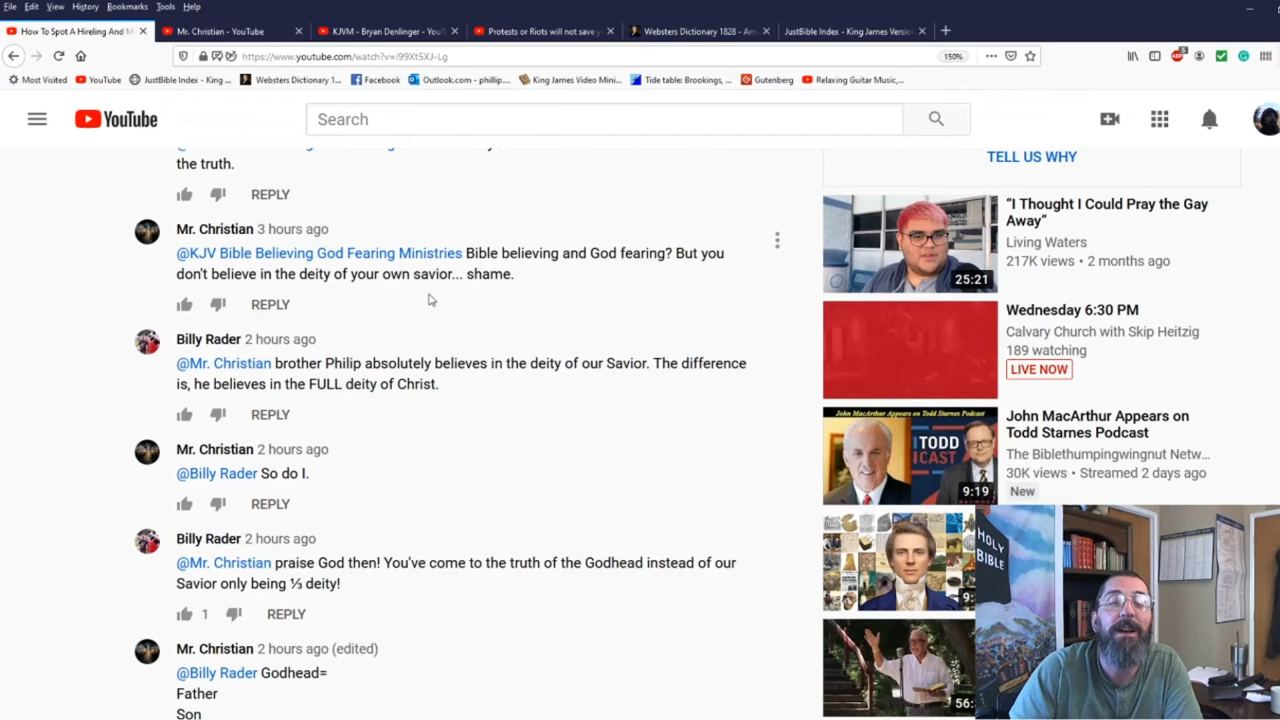 File Edit View History Bookmarks Tools Help
How To Spot A Hireling And M
Mr. Christian - YouTube
KJVM - Bryan Denlinger - YouT
Protests or Riots will not save y
Websters Dictionary 1828 - Am
JustBible Index - King James Versio
https://www.youtube.com/watch?v=i99Xt5XJ-Lg
150%
Most Visited
YouTube
JustBible Index - King ...
Websters Dictionary 1...
Facebook
Outlook.com - phillip....
King James Video Mini...
Tide table: Brookings, ...
Gutenberg
Relaxing Guitar Music,...
YouTube
Search
the truth.
REPLY
Mr. Christian 3 hours ago
@KJV Bible Believing God Fearing Ministries Bible believing and God fearing? But you
don't believe in the deity of your own savior... shame.
REPLY
Billy Rader 2 hours ago
@Mr. Christian brother Philip absolutely believes in the deity of our Savior. The difference
is, he believes in the FULL deity of Christ.
REPLY
Mr. Christian 2 hours ago
@Billy Rader So do I.
REPLY
Billy Rader 2 hours ago
@Mr. Christian praise God then! You've come to the truth of the Godhead instead of our
Savior only being ⅓ deity!
1 REPLY
Mr. Christian 2 hours ago (edited)
@Billy Rader Godhead=
Father
Son
TELL US WHY
“I Thought I Could Pray the Gay
Away”
Living Waters
217K views • 2 months ago
25:21
Wednesday 6:30 PM
Calvary Church with Skip Heitzig
189 watching
LIVE NOW
John MacArthur Appears on Todd Starnes Podcast
TODD
CAST
9:19
John MacArthur Appears on
Todd Starnes Podcast
The Biblethumpingwingnut Netw...
30K views • Streamed 2 days ago
New
9:
56:
HOLY
BIBLE